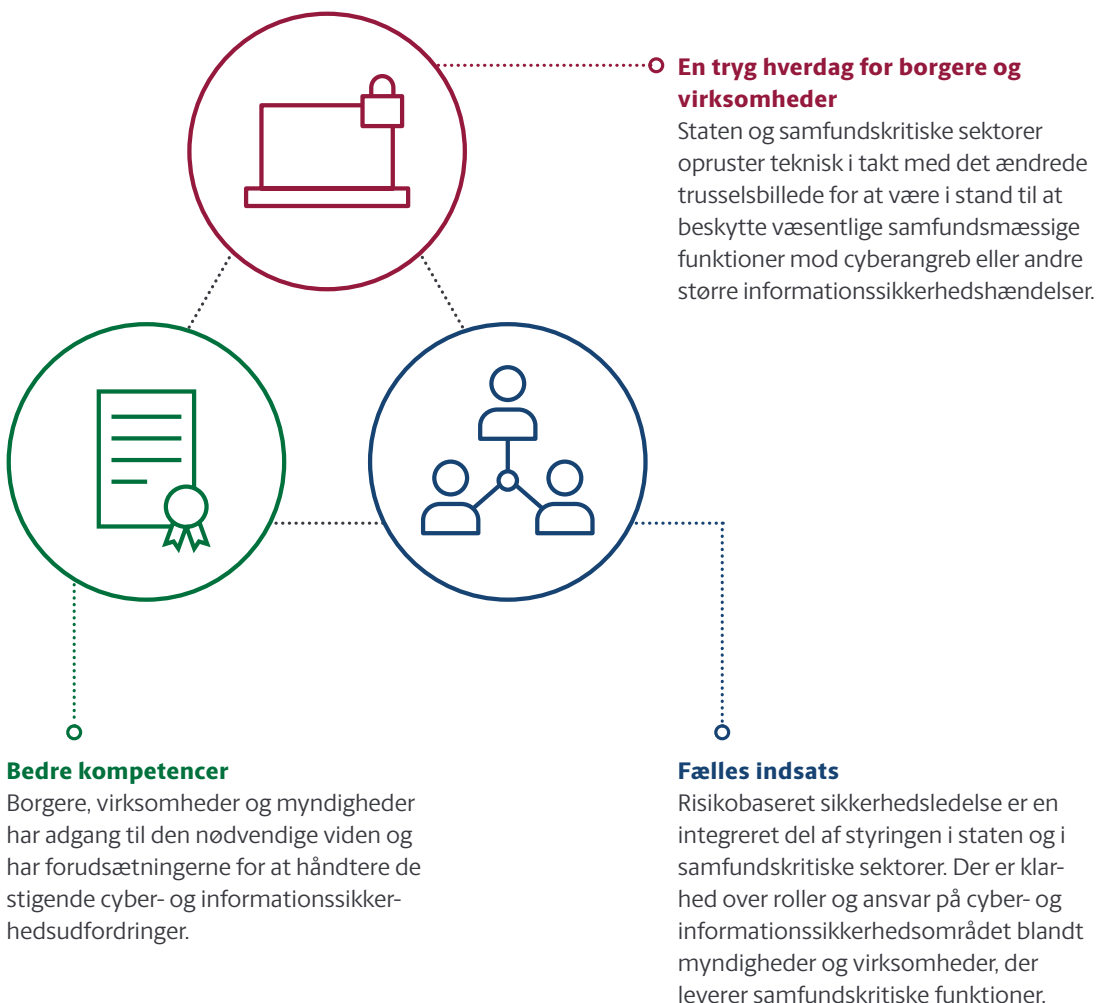 En tryg hverdag for borgere og
virksomheder
Staten og samfundskritiske sektorer
opruster teknisk i takt med det ændrede
trusselsbillede for at være i stand til at
beskytte væsentlige samfundsmæssige
funktioner mod cyberangreb eller andre
større informationssikkerhedshændelser.
Bedre kompetencer
Borgere, virksomheder og myndigheder
har adgang til den nødvendige viden og
har forudsætningerne for at håndtere de
stigende cyber- og informationssikker-
hedsudfordringer.
Fælles indsats
Risikobaseret sikkerhedsledelse er en
integreret del af styringen i staten og i
samfundskritiske sektorer. Der er klar-
hed over roller og ansvar på cyber- og
informationssikkerhedsområdet blandt
myndigheder og virksomheder, der
leverer samfundskritiske funktioner.